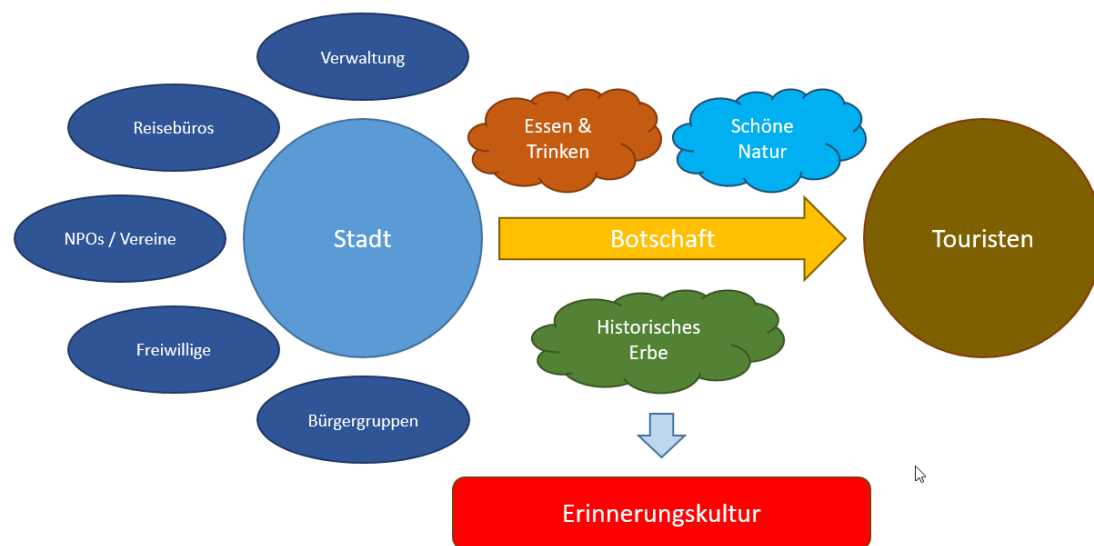 Verwaltung
Reisebüros
NPOs / Vereine
Freiwillige
Bürgergruppen
Stadt
Essen &
Trinken
Schöne
Natur
Botschaft
Historisches
Erbe
Touristen
Erinnerungskultur